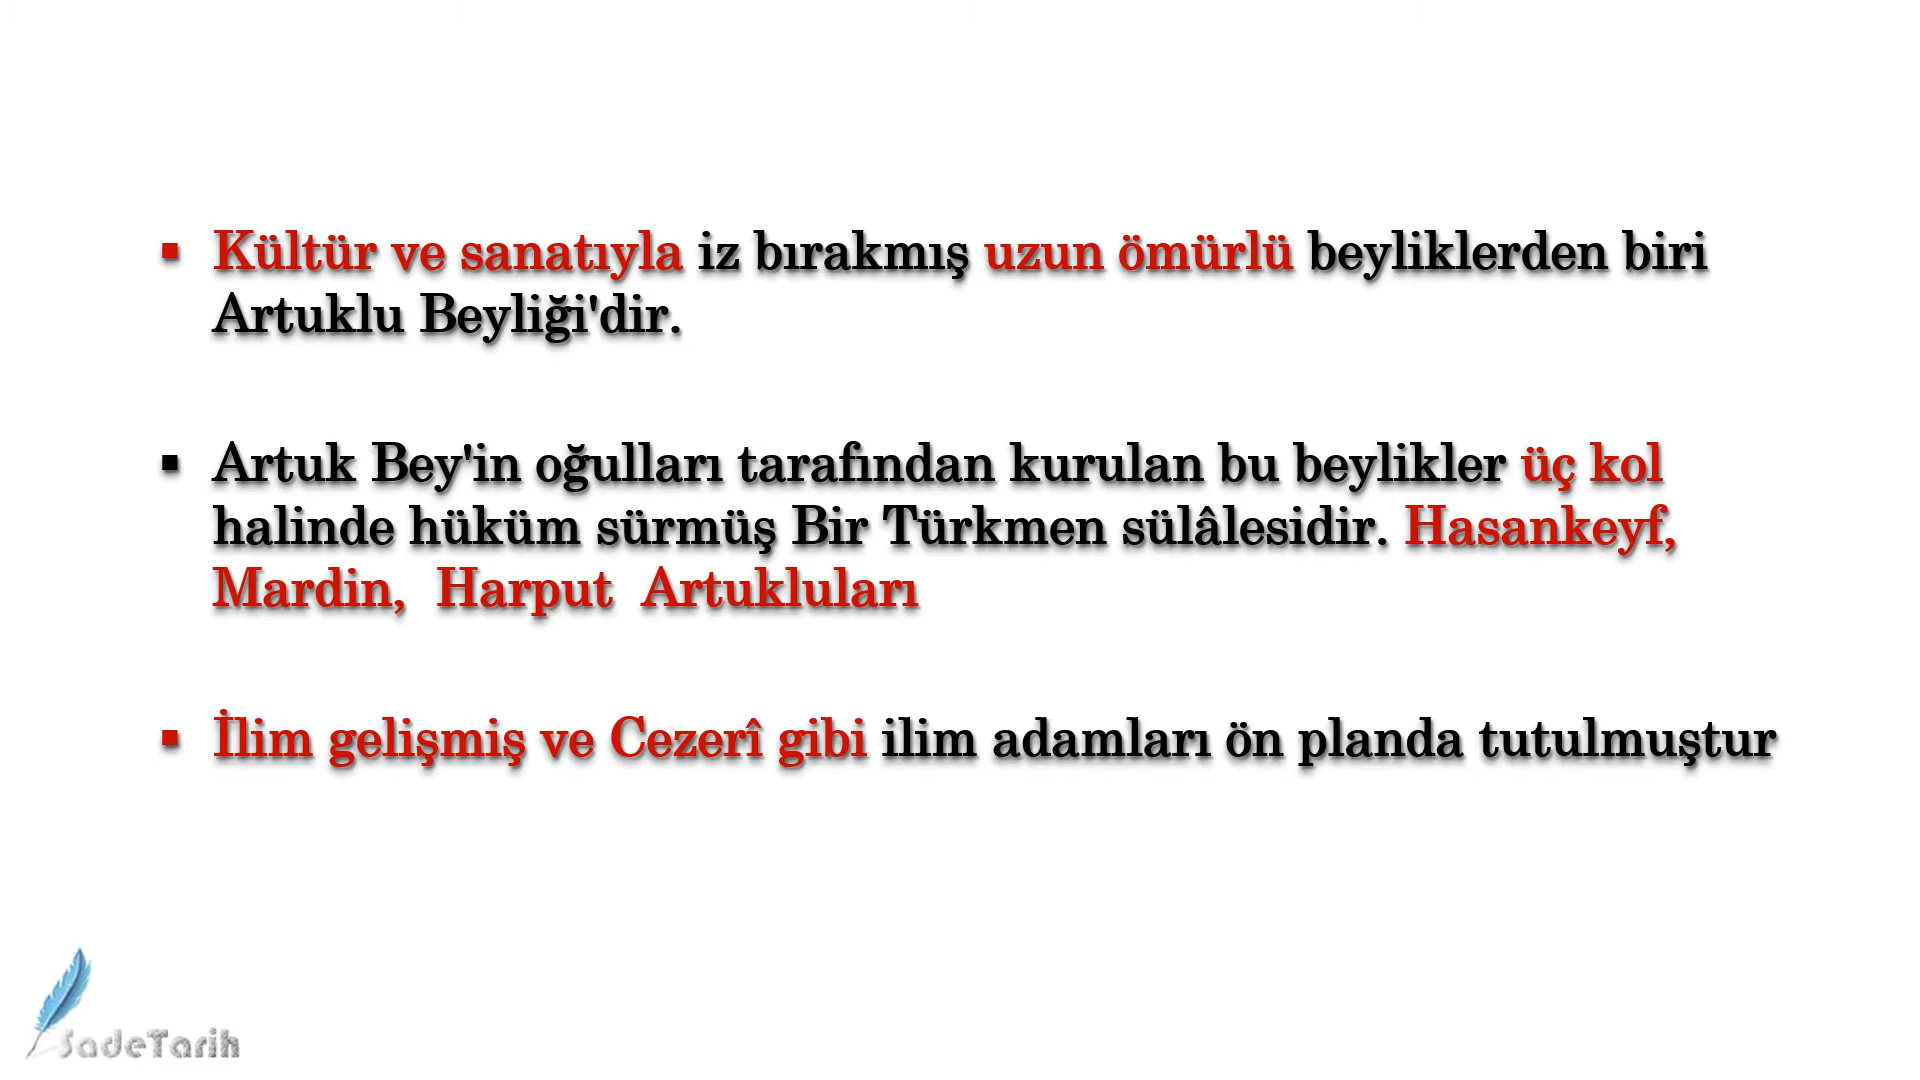 ▪ Kültür ve sanatıyla iz bırakmış uzun ömürlü beyliklerden biri
Artuklu Beyliği'dir.
▪ Artuk Bey'in oğulları tarafından kurulan bu beylikler üç kol
halinde hüküm sürmüş Bir Türkmen sülâlesidir. Hasankeyf,
Mardin, Harput Artukluları
▪ İlim gelişmiş ve Cezerî gibi ilim adamları ön planda tutulmuştur
SadeTarih